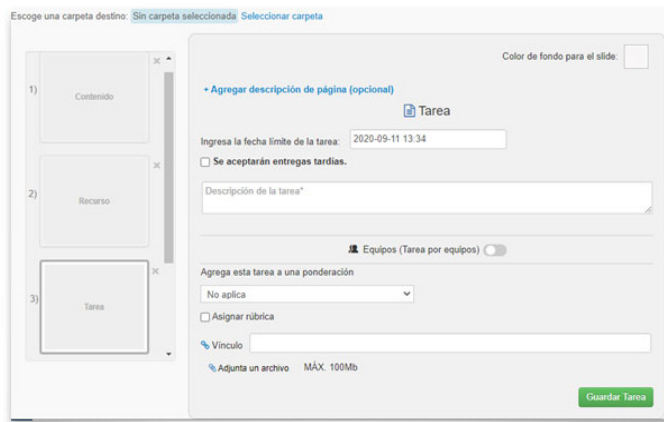 Escoge una carpeta destino: Sin carpeta seleccionada Seleccionar carpeta
Color de fondo para el slide:
1) Contenido
2) Recurso
3) Tarea
+ Agregar descripción de página (opcional)
Tarea
Ingresa la fecha límite de la tarea: 2020-09-11 13:34
Se aceptarán entregas tardías.
Descripción de la tarea*
Equipos (Tarea por equipos)
Agrega esta tarea a una ponderación
No aplica
Asignar rúbrica
Vínculo
Adjunta un archivo MÁX. 100Mb
Guardar Tarea